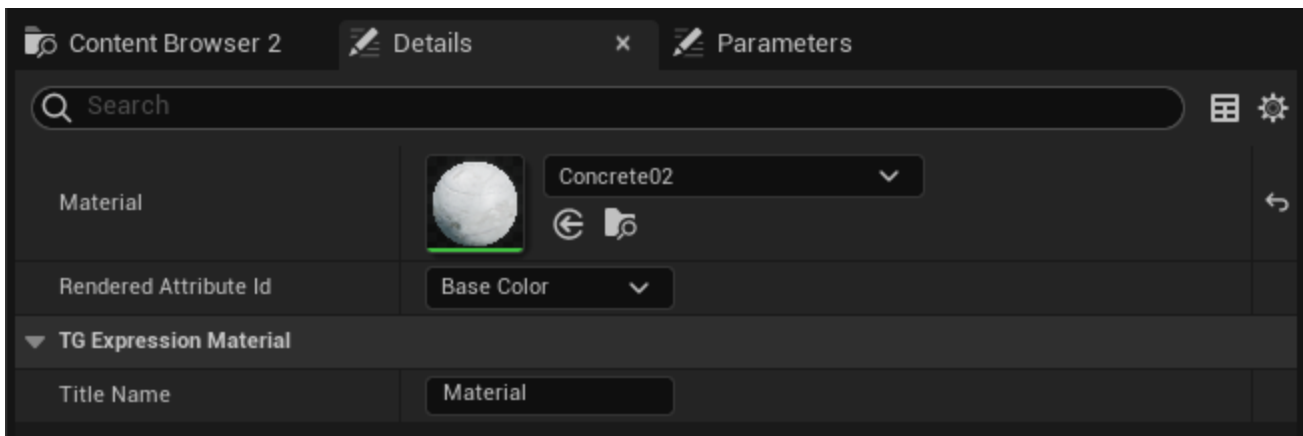 Content Browser 2 Details Parameters
Search
Material Concrete02
Rendered Attribute Id Base Color
TG Expression Material
Title Name Material